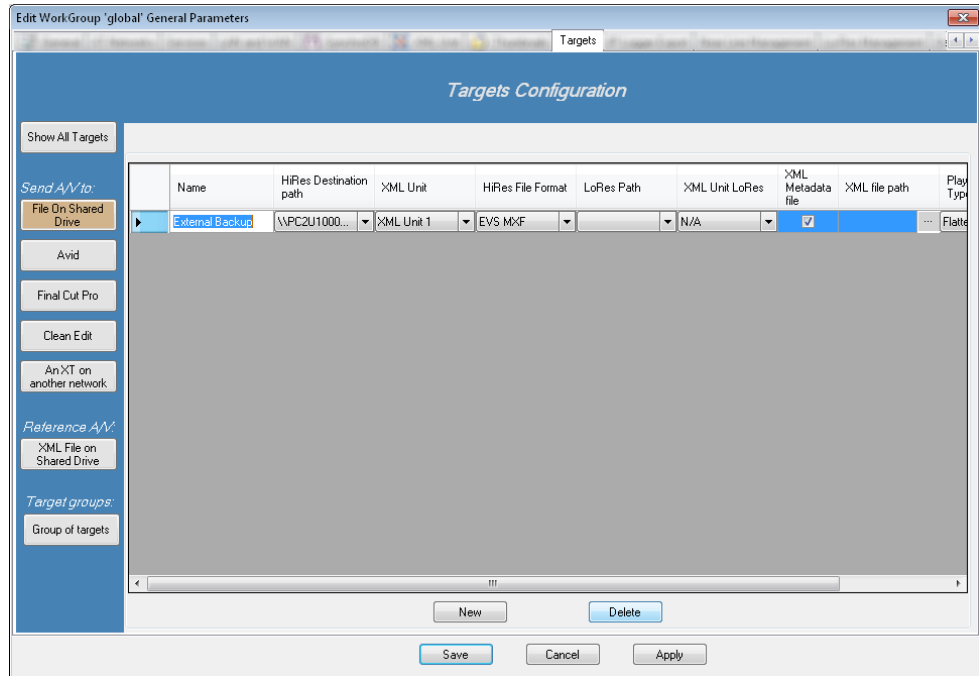 Edit WorkGroup 'global' General Parameters
Targets
Targets Configuration
Show All Targets
Send A/V to:
File On Shared
Drive
Avid
Final Cut Pro
Clean Edit
An XT on
another network
Reference A/V:
XML File on
Shared Drive
Target groups:
Group of targets
Name
HiRes Destination
path
XML Unit
HiRes File Format
LoRes Path
XML Unit LoRes
XML
Metadata
file
XML file path
Play
External Backup
\\PC2U1000...
XML Unit 1
EVS MXF
N/A
...
Flatte
New
Delete
Save
Cancel
Apply